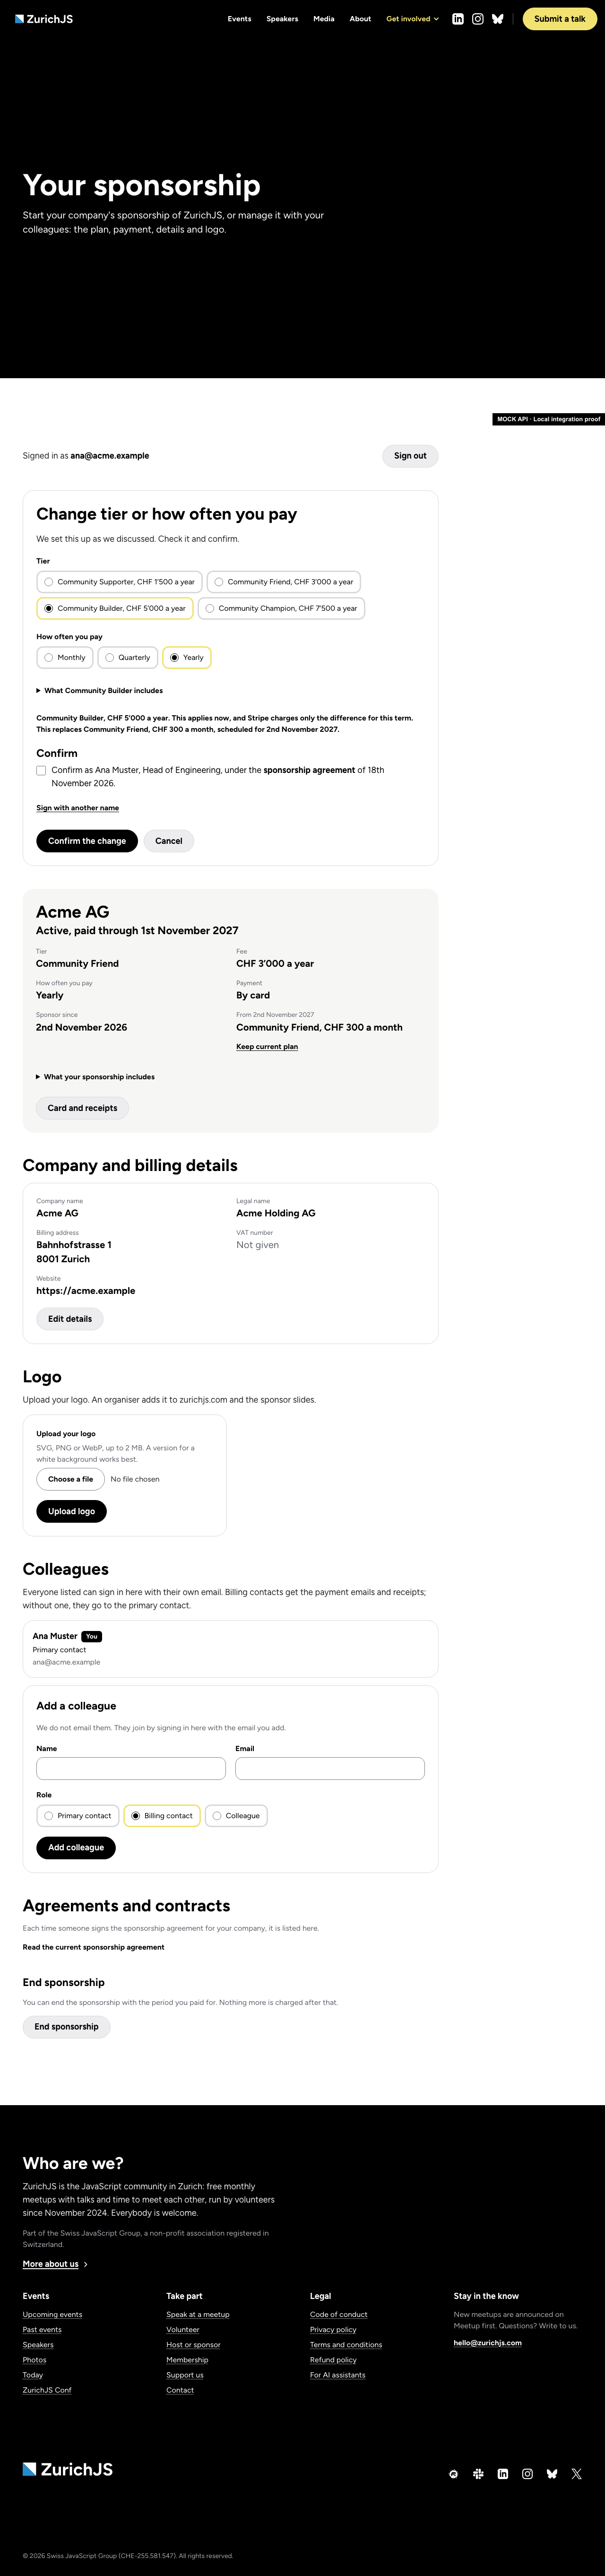 ZurichJS
Events
Speakers
Media
About
Get involved
Submit a talk
Your sponsorship
Start your company's sponsorship of ZurichJS, or manage it with your
colleagues: the plan, payment, details and logo.
MOCK API · Local integration proof
Signed in as ana@acme.example
Sign out
Change tier or how often you pay
We set this up as we discussed. Check it and confirm.
Tier
Community Supporter, CHF 1'500 a year
Community Friend, CHF 3'000 a year
Community Builder, CHF 5'000 a year
Community Champion, CHF 7'500 a year
How often you pay
Monthly
Quarterly
Yearly
What Community Builder includes
Community Builder, CHF 5'000 a year. This applies now, and Stripe charges only the difference for this term.
This replaces Community Friend, CHF 300 a month, scheduled for 2nd November 2027.
Confirm
Confirm as Ana Muster, Head of Engineering, under the sponsorship agreement of 18th
November 2026.
Sign with another name
Confirm the change
Cancel
Acme AG
Active, paid through 1st November 2027
Tier
Community Friend
Fee
CHF 3'000 a year
How often you pay
Yearly
Payment
By card
Sponsor since
2nd November 2026
From 2nd November 2027
Community Friend, CHF 300 a month
Keep current plan
What your sponsorship includes
Card and receipts
Company and billing details
Company name
Acme AG
Legal name
Acme Holding AG
Billing address
Bahnhofstrasse 1
8001 Zurich
VAT number
Not given
Website
https://acme.example
Edit details
Logo
Upload your logo. An organiser adds it to zurichjs.com and the sponsor slides.
Upload your logo
SVG, PNG or WebP, up to 2 MB. A version for a
white background works best.
Choose a file
No file chosen
Upload logo
Colleagues
Everyone listed can sign in here with their own email. Billing contacts get the payment emails and receipts;
without one, they go to the primary contact.
Ana Muster
You
Primary contact
ana@acme.example
Add a colleague
We do not email them. They join by signing in here with the email you add.
Name
Email
Role
Primary contact
Billing contact
Colleague
Add colleague
Agreements and contracts
Each time someone signs the sponsorship agreement for your company, it is listed here.
Read the current sponsorship agreement
End sponsorship
You can end the sponsorship with the period you paid for. Nothing more is charged after that.
End sponsorship
Who are we?
ZurichJS is the JavaScript community in Zurich: free monthly
meetups with talks and time to meet each other, run by volunteers
since November 2024. Everybody is welcome.
Part of the Swiss JavaScript Group, a non-profit association registered in
Switzerland.
More about us
Events
Upcoming events
Past events
Speakers
Photos
Today
ZurichJS Conf
Take part
Speak at a meetup
Volunteer
Host or sponsor
Membership
Support us
Contact
Legal
Code of conduct
Privacy policy
Terms and conditions
Refund policy
For AI assistants
Stay in the know
New meetups are announced on
Meetup first. Questions? Write to us.
hello@zurichjs.com
ZurichJS
© 2026 Swiss JavaScript Group (CHE-255.581.547). All rights reserved.